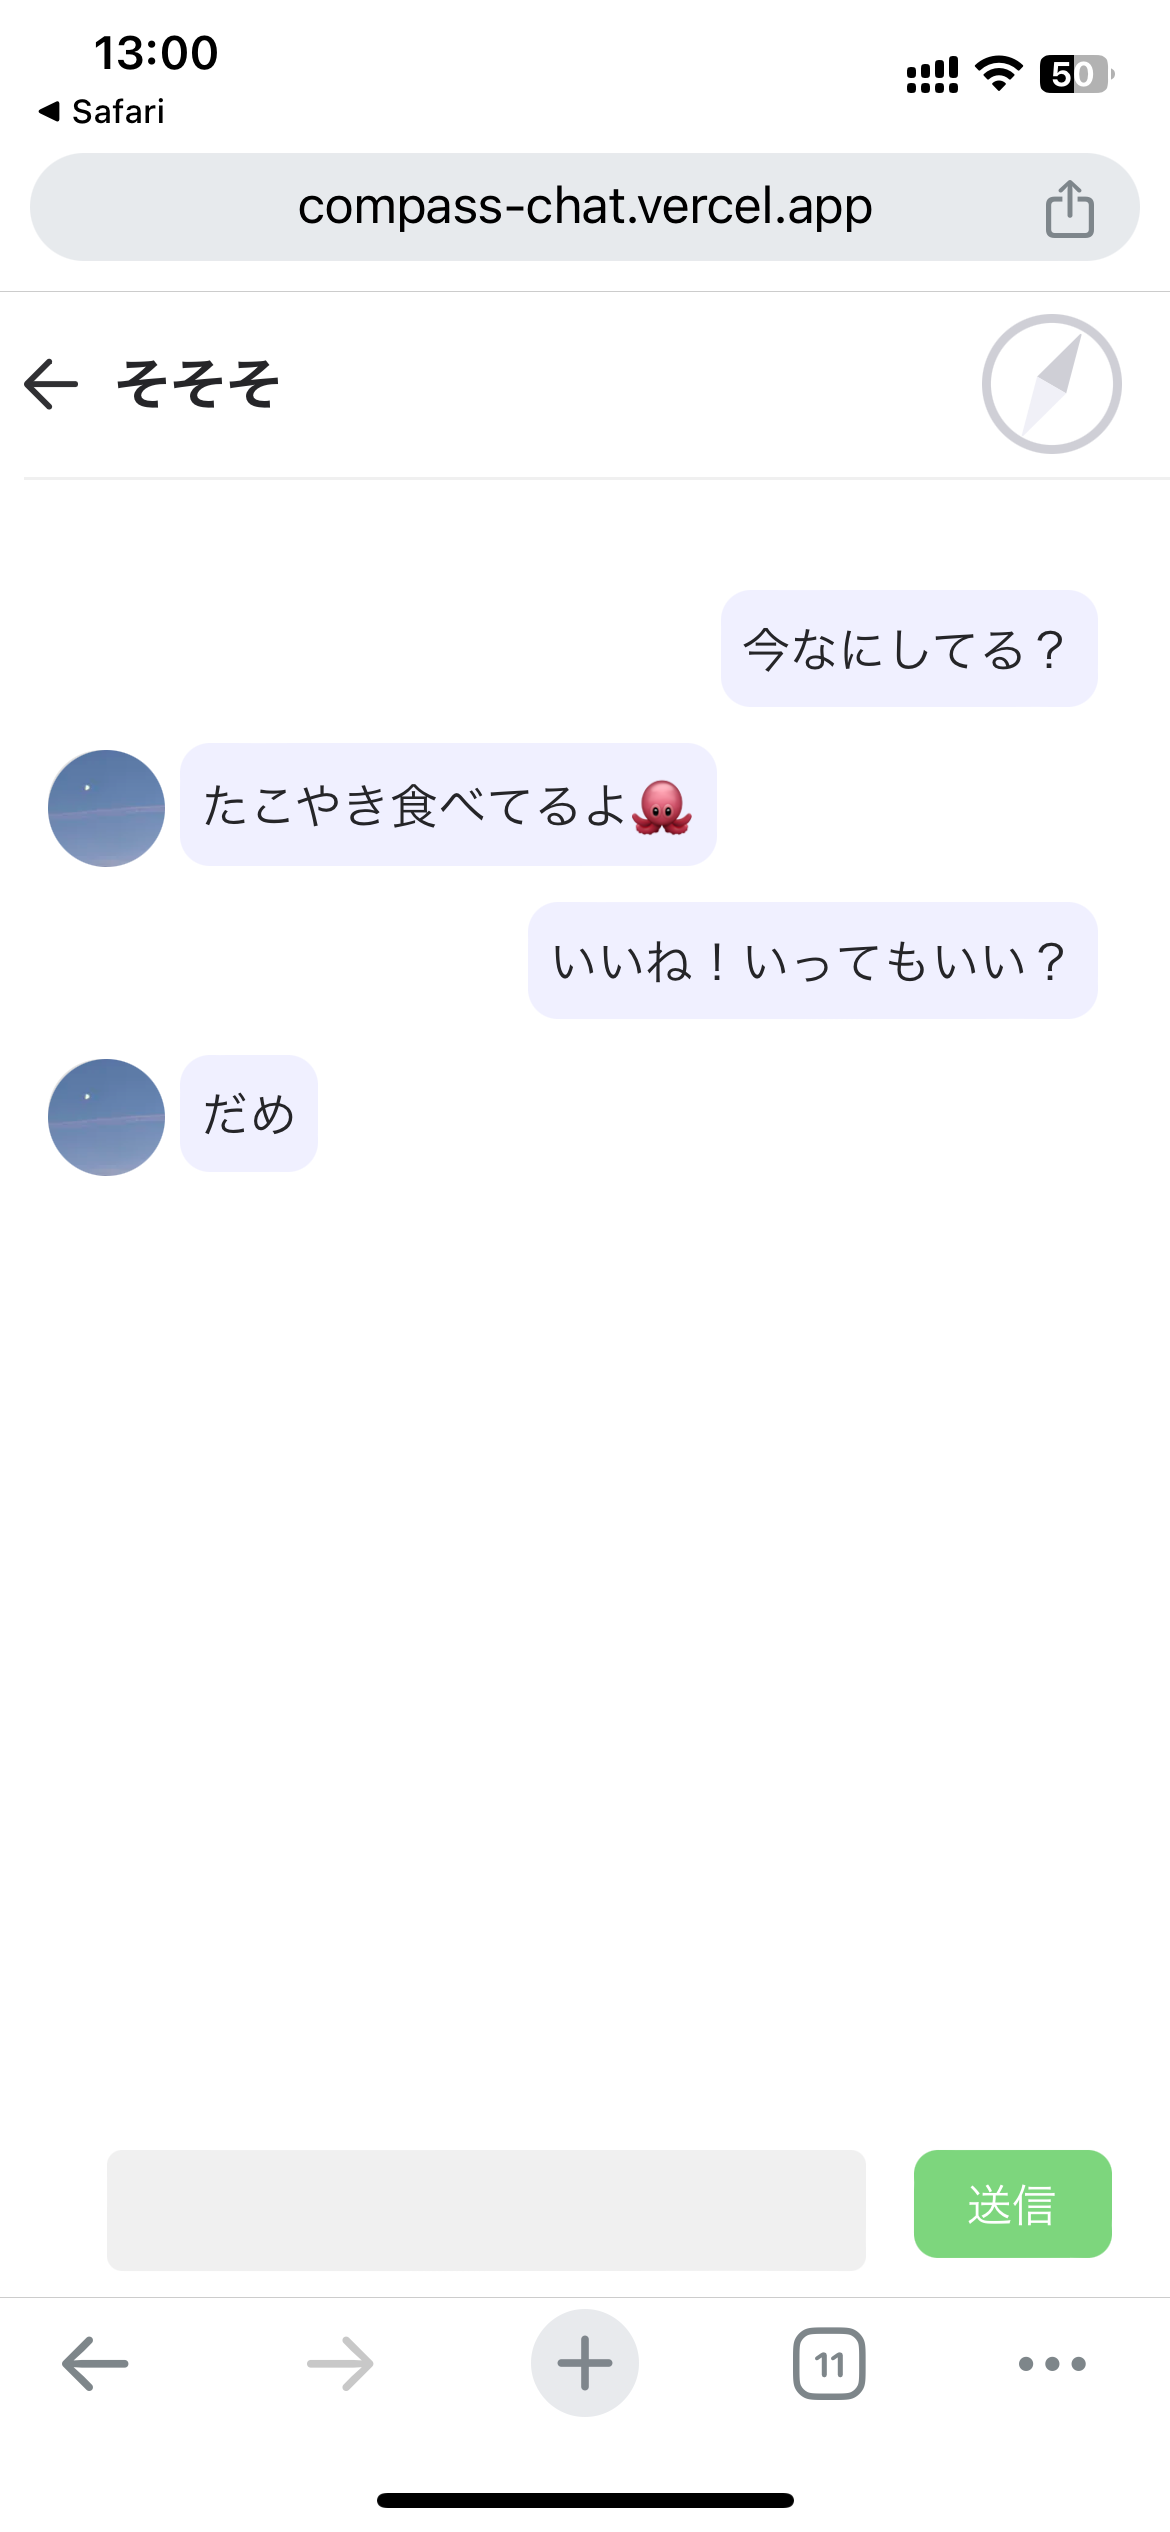 13:00
50
◀ Safari
compass-chat.vercel.app
そそそ
今なにしてる？
たこやき食べてるよ🐙
いいね！いってもいい？
だめ
送信
11